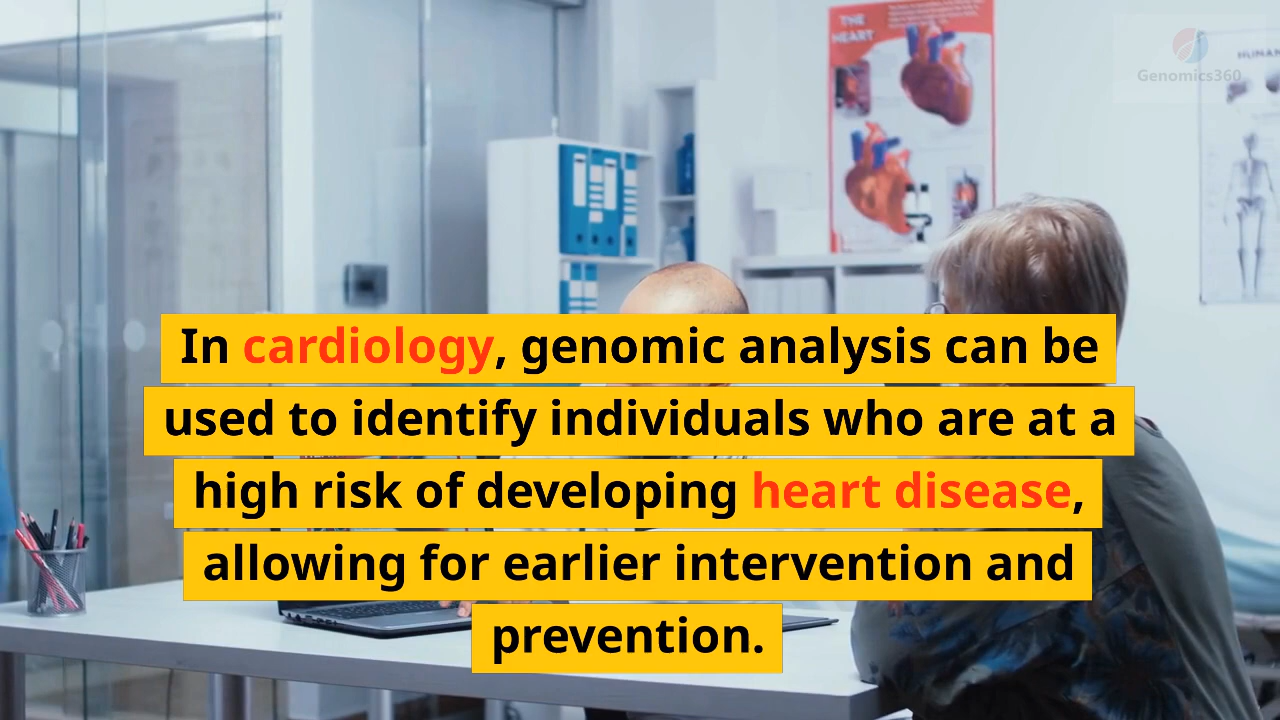 THE
HEART
Genomics360
HUMAN
In cardiology, genomic analysis can be
used to identify individuals who are at a
high risk of developing heart disease,
allowing for earlier intervention and
prevention.